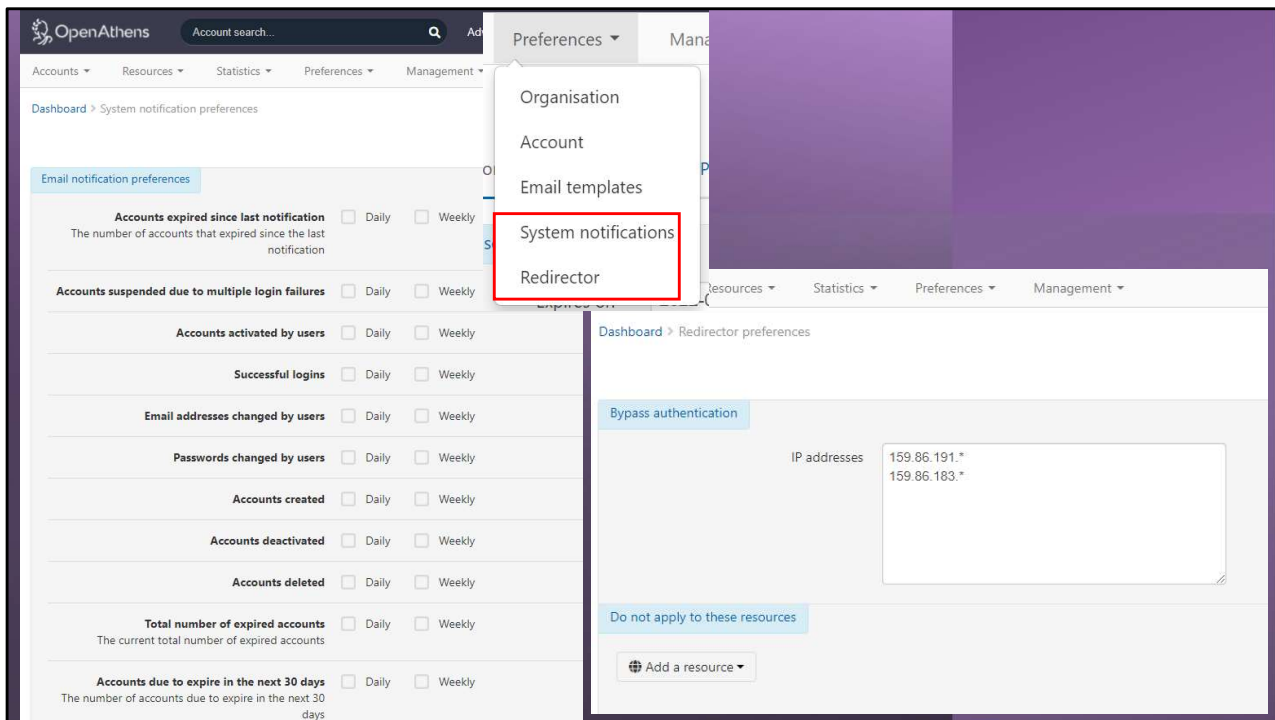 OpenAthens
Account search...
Accounts Resources Statistics Preferences Management
Dashboard > System notification preferences
Email notification preferences
Accounts expired since last notification Daily Weekly
The number of accounts that expired since the last
notification
Accounts suspended due to multiple login failures Daily Weekly
Accounts activated by users Daily Weekly
Successful logins Daily Weekly
Email addresses changed by users Daily Weekly
Passwords changed by users Daily Weekly
Accounts created Daily Weekly
Accounts deactivated Daily Weekly
Accounts deleted Daily Weekly
Total number of expired accounts Daily Weekly
The current total number of expired accounts
Accounts due to expire in the next 30 days Daily Weekly
The number of accounts due to expire in the next 30
days
Preferences
Organisation
Account
Email templates
System notifications
Redirector
Statistics Preferences Management
Dashboard > Redirector preferences
Bypass authentication
IP addresses
159.86.191.*
159.86.183.*
Do not apply to these resources
Add a resource